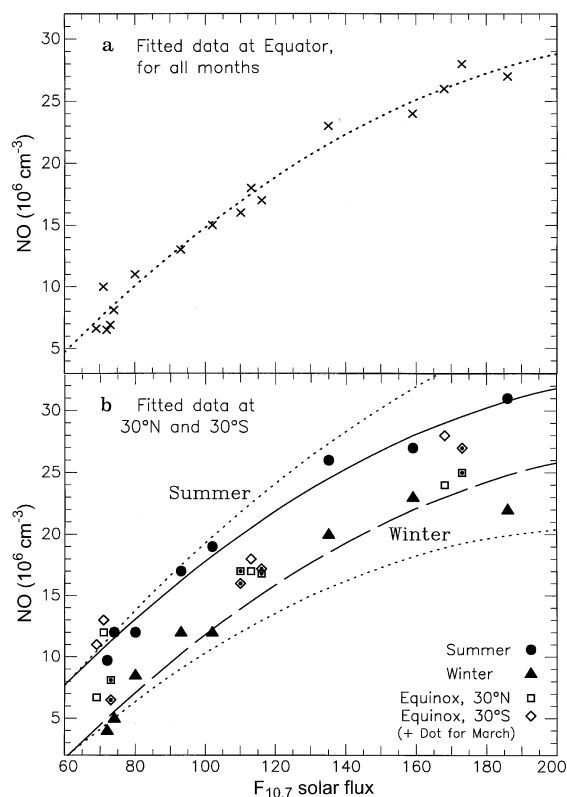 a Fitted data at Equator,
for all months
NO (10⁶ cm⁻³)
30
25
20
15
10
5
b Fitted data at
30°N and 30°S
Summer
Winter
NO (10⁶ cm⁻³)
30
25
20
15
10
5
Summer
Winter
Equinox, 30°N
Equinox, 30°S
(+ Dot for March)
60 80 100 120 140 160 180 200
F₁₀.₇ solar flux